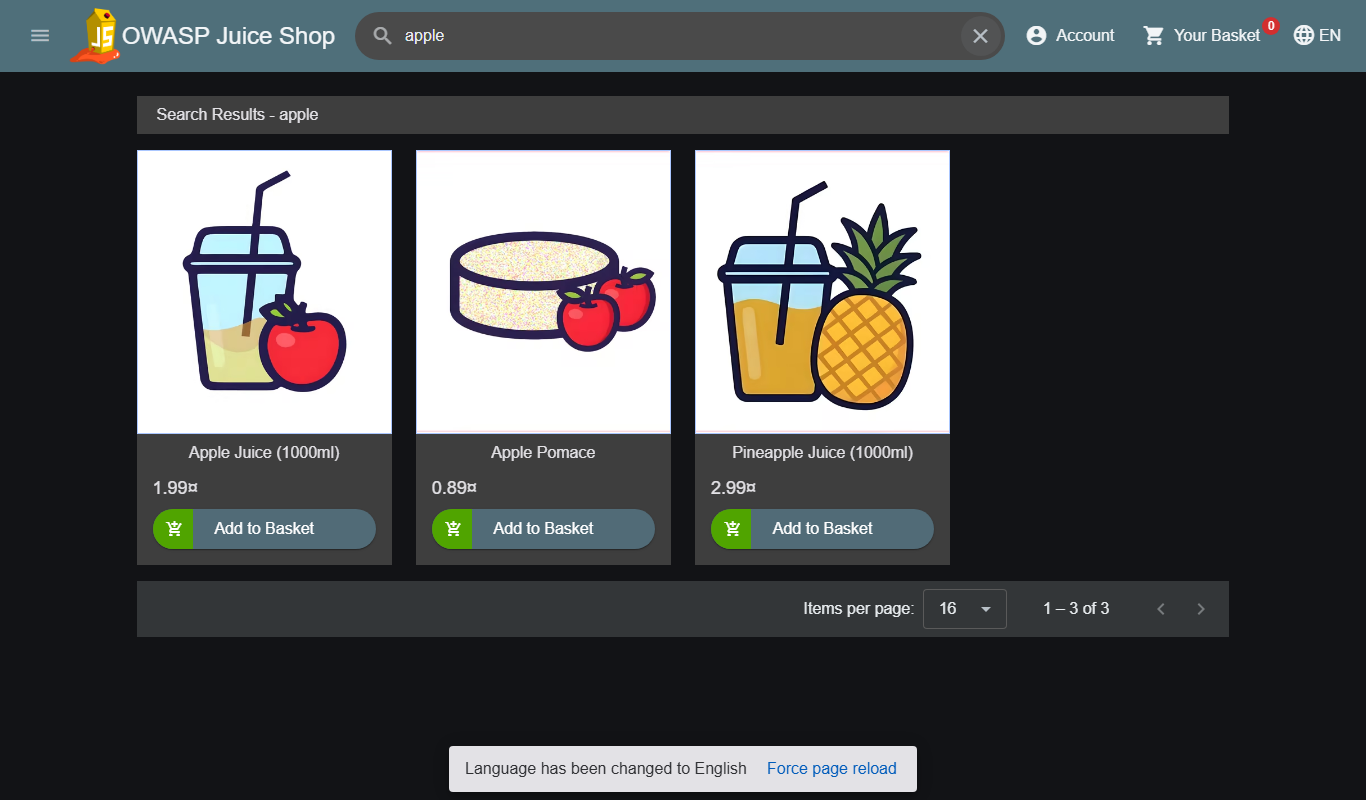 OWASP Juice Shop
apple
Account
Your Basket
0
EN
Search Results - apple
Apple Juice (1000ml)
1.99¤
Add to Basket
Apple Pomace
0.89¤
Add to Basket
Pineapple Juice (1000ml)
2.99¤
Add to Basket
Items per page:
16
1 – 3 of 3
Language has been changed to English
Force page reload